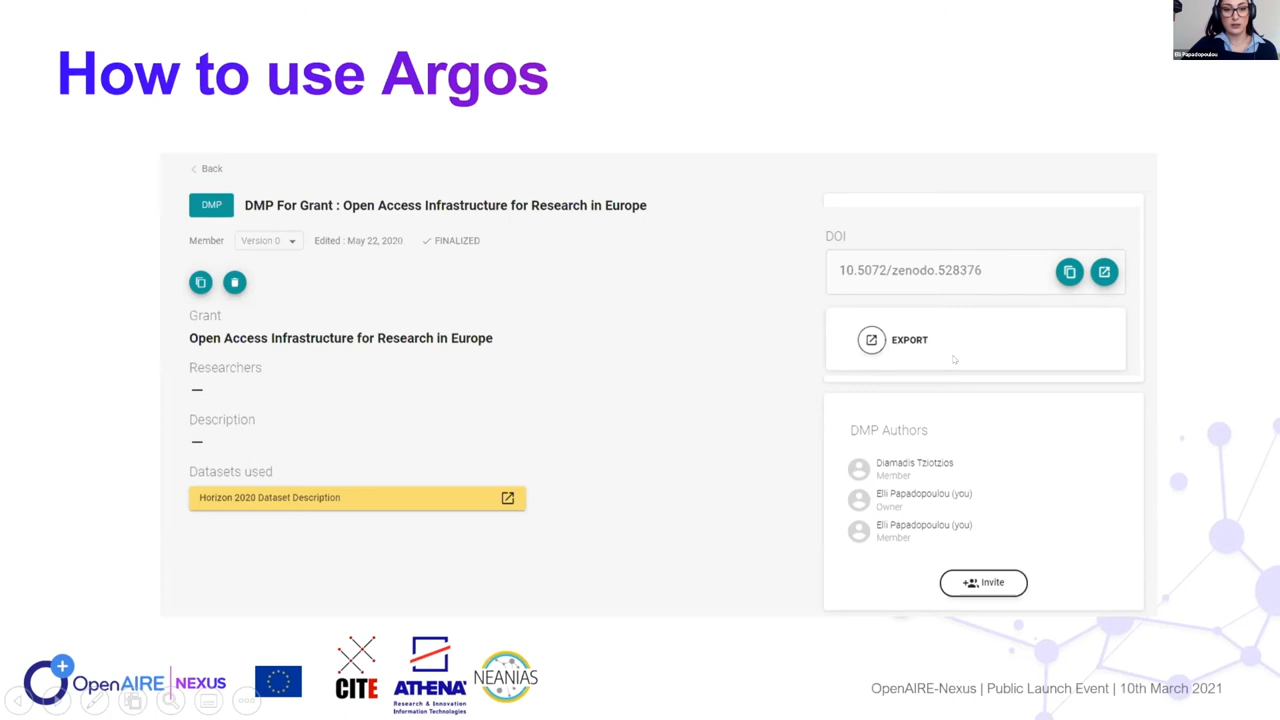 How to use Argos
Elli Papadopoulou
Back
DMP
DMP For Grant : Open Access Infrastructure for Research in Europe
Member
Version 0
Edited : May 22, 2020
FINALIZED
Grant
Open Access Infrastructure for Research in Europe
Researchers
—
Description
—
Datasets used
Horizon 2020 Dataset Description
DOI
10.5072/zenodo.528376
EXPORT
DMP Authors
Diamadis Tziotzios
Member
Elli Papadopoulou (you)
Owner
Elli Papadopoulou (you)
Member
Invite
OpenAIRE NEXUS
CITE
ATHENA
Research & Innovation
Information Technologies
NEANIAS
OpenAIRE-Nexus | Public Launch Event | 10th March 2021